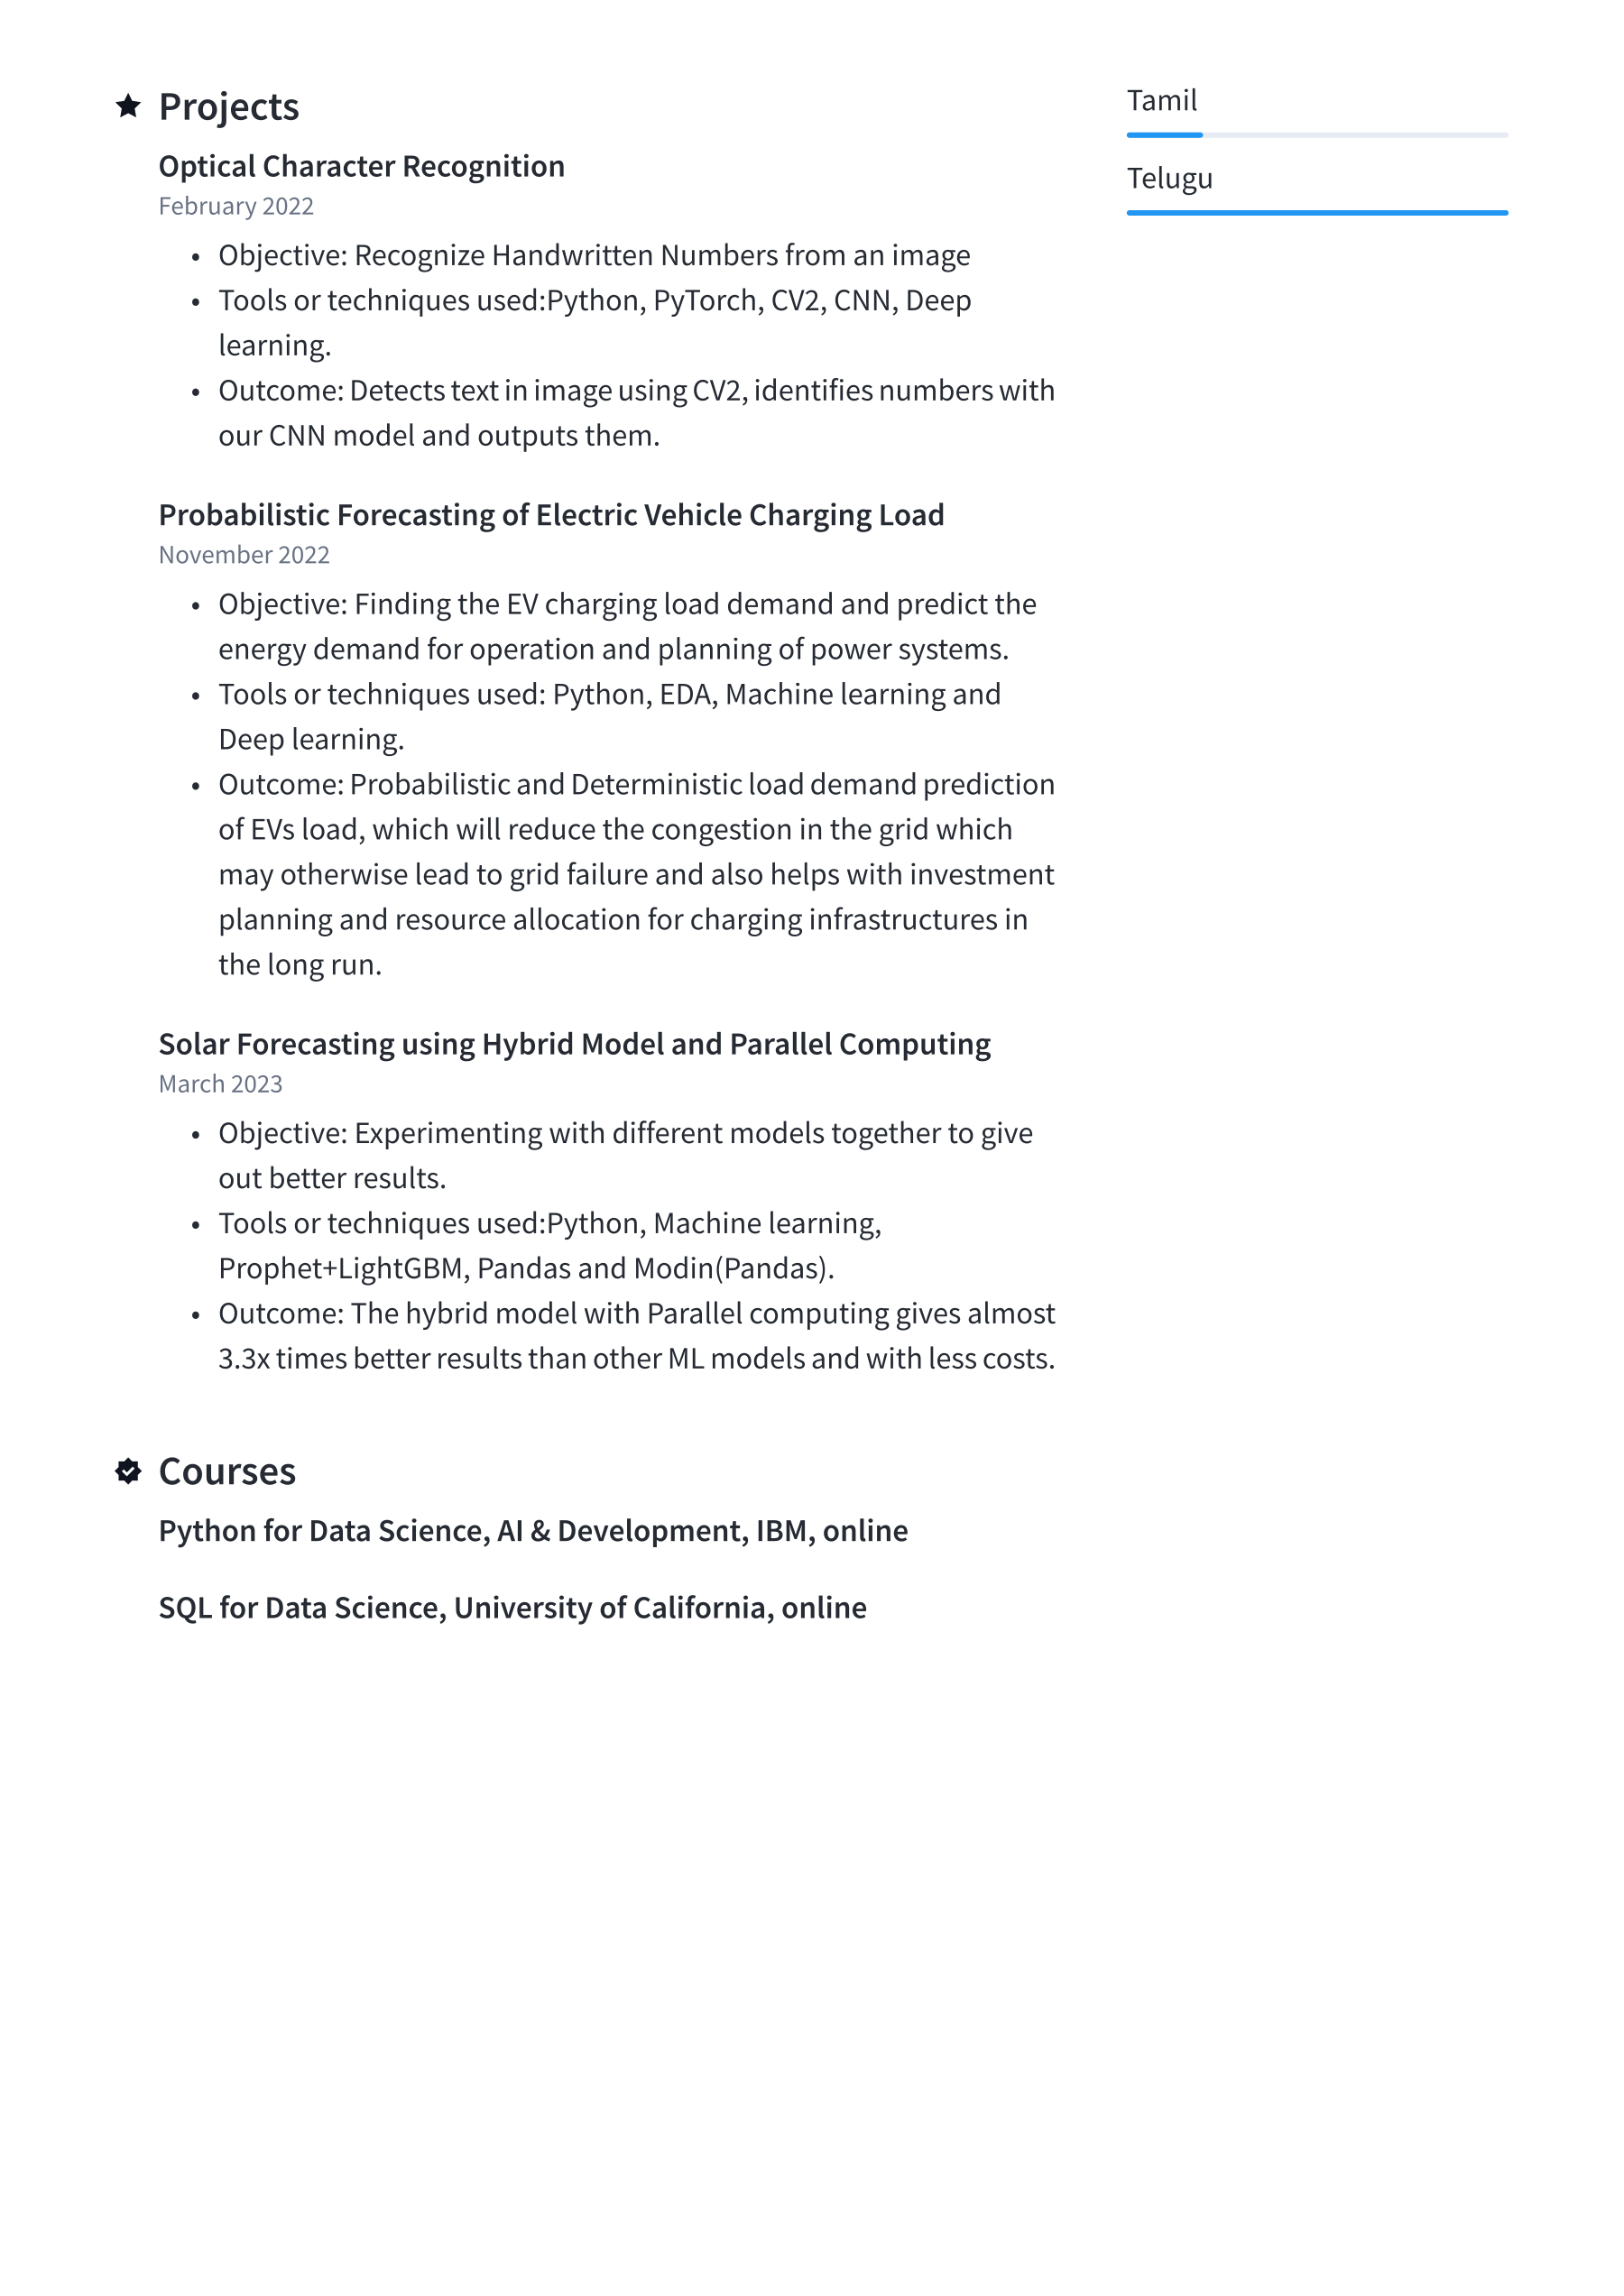 Projects
Optical Character Recognition
February 2022
• Objective: Recognize Handwritten Numbers from an image
• Tools or techniques used:Python, PyTorch, CV2, CNN, Deep
learning.
• Outcome: Detects text in image using CV2, identifies numbers with
our CNN model and outputs them.
Probabilistic Forecasting of Electric Vehicle Charging Load
November 2022
• Objective: Finding the EV charging load demand and predict the
energy demand for operation and planning of power systems.
• Tools or techniques used: Python, EDA, Machine learning and
Deep learning.
• Outcome: Probabilistic and Deterministic load demand prediction
of EVs load, which will reduce the congestion in the grid which
may otherwise lead to grid failure and also helps with investment
planning and resource allocation for charging infrastructures in
the long run.
Solar Forecasting using Hybrid Model and Parallel Computing
March 2023
• Objective: Experimenting with different models together to give
out better results.
• Tools or techniques used:Python, Machine learning,
Prophet+LightGBM, Pandas and Modin(Pandas).
• Outcome: The hybrid model with Parallel computing gives almost
3.3x times better results than other ML models and with less costs.
Courses
Python for Data Science, AI & Development, IBM, online
SQL for Data Science, University of California, online
Tamil
Telugu